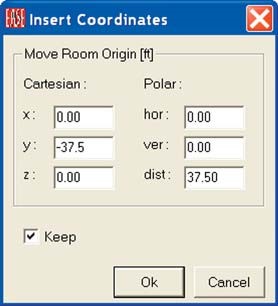 EASE Insert Coordinates
Move Room Origin [ft]
Cartesian : Polar :
x : 0.00 hor : 0.00
y : -37.5 ver : 0.00
z : 0.00 dist : 37.50
Keep
Ok Cancel